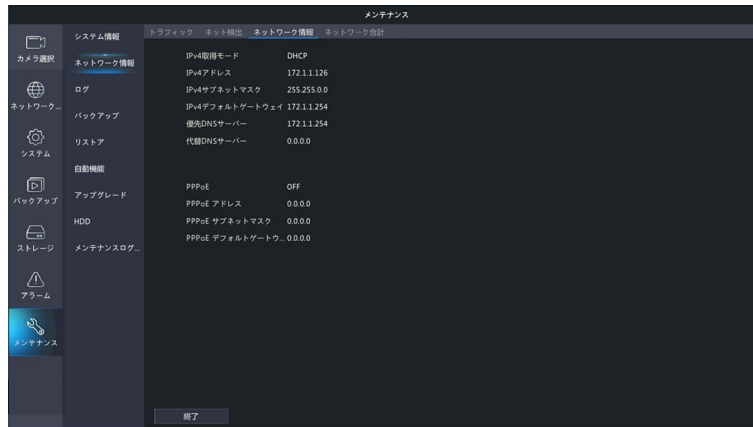 メンテナンス
カメラ選択
ネットワーク...
システム
バックアップ
ストレージ
アラーム
メンテナンス
システム情報
ネットワーク情報
ログ
バックアップ
リストア
自動機能
アップグレード
HDD
メンテナンスログ...
トラフィック ネット検出 ネットワーク情報 ネットワーク合計
IPv4取得モード DHCP
IPv4アドレス 172.1.1.126
IPv4サブネットマスク 255.255.0.0
IPv4デフォルトゲートウェイ 172.1.1.254
優先DNSサーバー 172.1.1.254
代替DNSサーバー 0.0.0.0
PPPoE OFF
PPPoE アドレス 0.0.0.0
PPPoE サブネットマスク 0.0.0.0
PPPoE デフォルトゲートウ... 0.0.0.0
終了